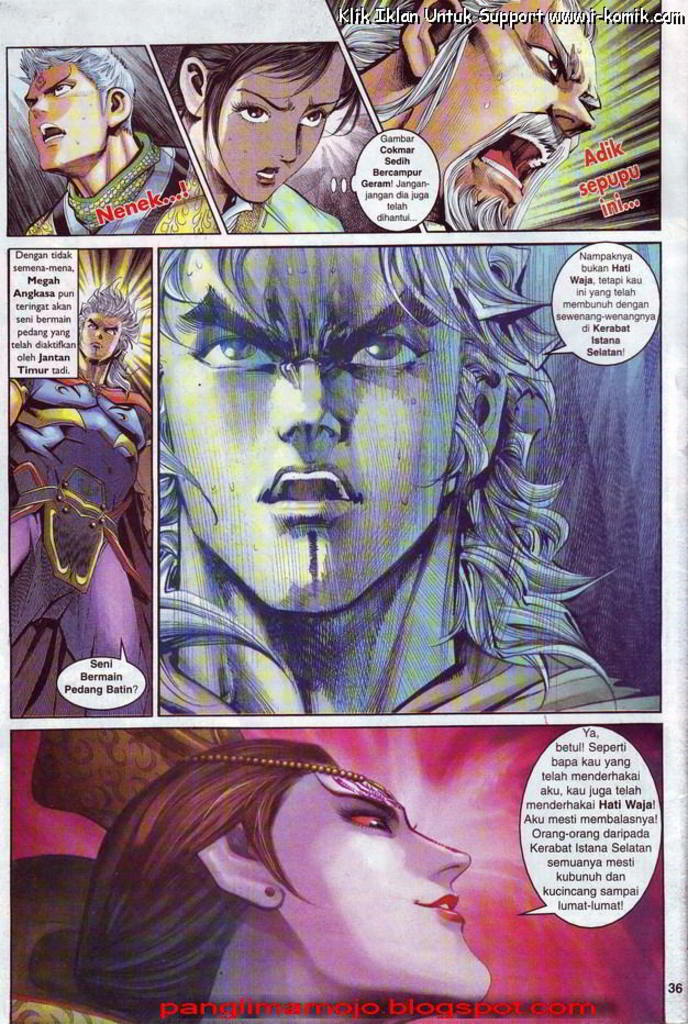 Klik Iklan Untuk Support www.i-komik.com
Nenek...!
Gambar
Cokmar
Sedih
Bercampur
Geram! Jangan-
jangan dia juga
telah
dihantui...
Adik
sepupu
ini...
Dengan tidak
semena-mena,
Megah
Angkasa pun
teringat akan
seni bermain
pedang yang
telah diaktifkan
oleh Jantan
Timur tadi.
Seni
Bermain
Pedang Batin?
Nampaknya
bukan Hati
Waja, tetapi kau
ini yang telah
membunuh dengan
sewenang-wenangnya
di Kerabat
Istana
Selatan!
Ya,
betul! Seperti
bapa kau yang
telah menderhakai
aku, kau juga telah
menderhakai Hati Waja!
Aku mesti membalasnya!
Orang-orang daripada
Kerabat Istana Selatan
semuanya mesti
kubunuh dan
kucincang sampai
lumat-lumat!
36
panglimamojo.blogspot.com